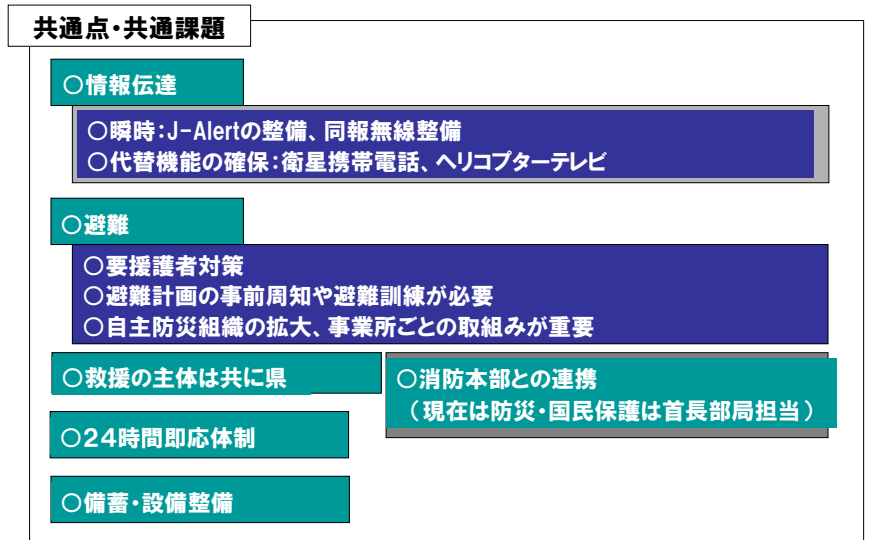 共通点・共通課題
○情報伝達
○瞬時：J-Alertの整備、同報無線整備
○代替機能の確保：衛星携帯電話、ヘリコプターテレビ
○避難
○要援護者対策
○避難計画の事前周知や避難訓練が必要
○自主防災組織の拡大、事業所ごとの取組みが重要
○救援の主体は共に県
○消防本部との連携
（現在は防災・国民保護は首長部局担当）
○２４時間即応体制
○備蓄・設備整備